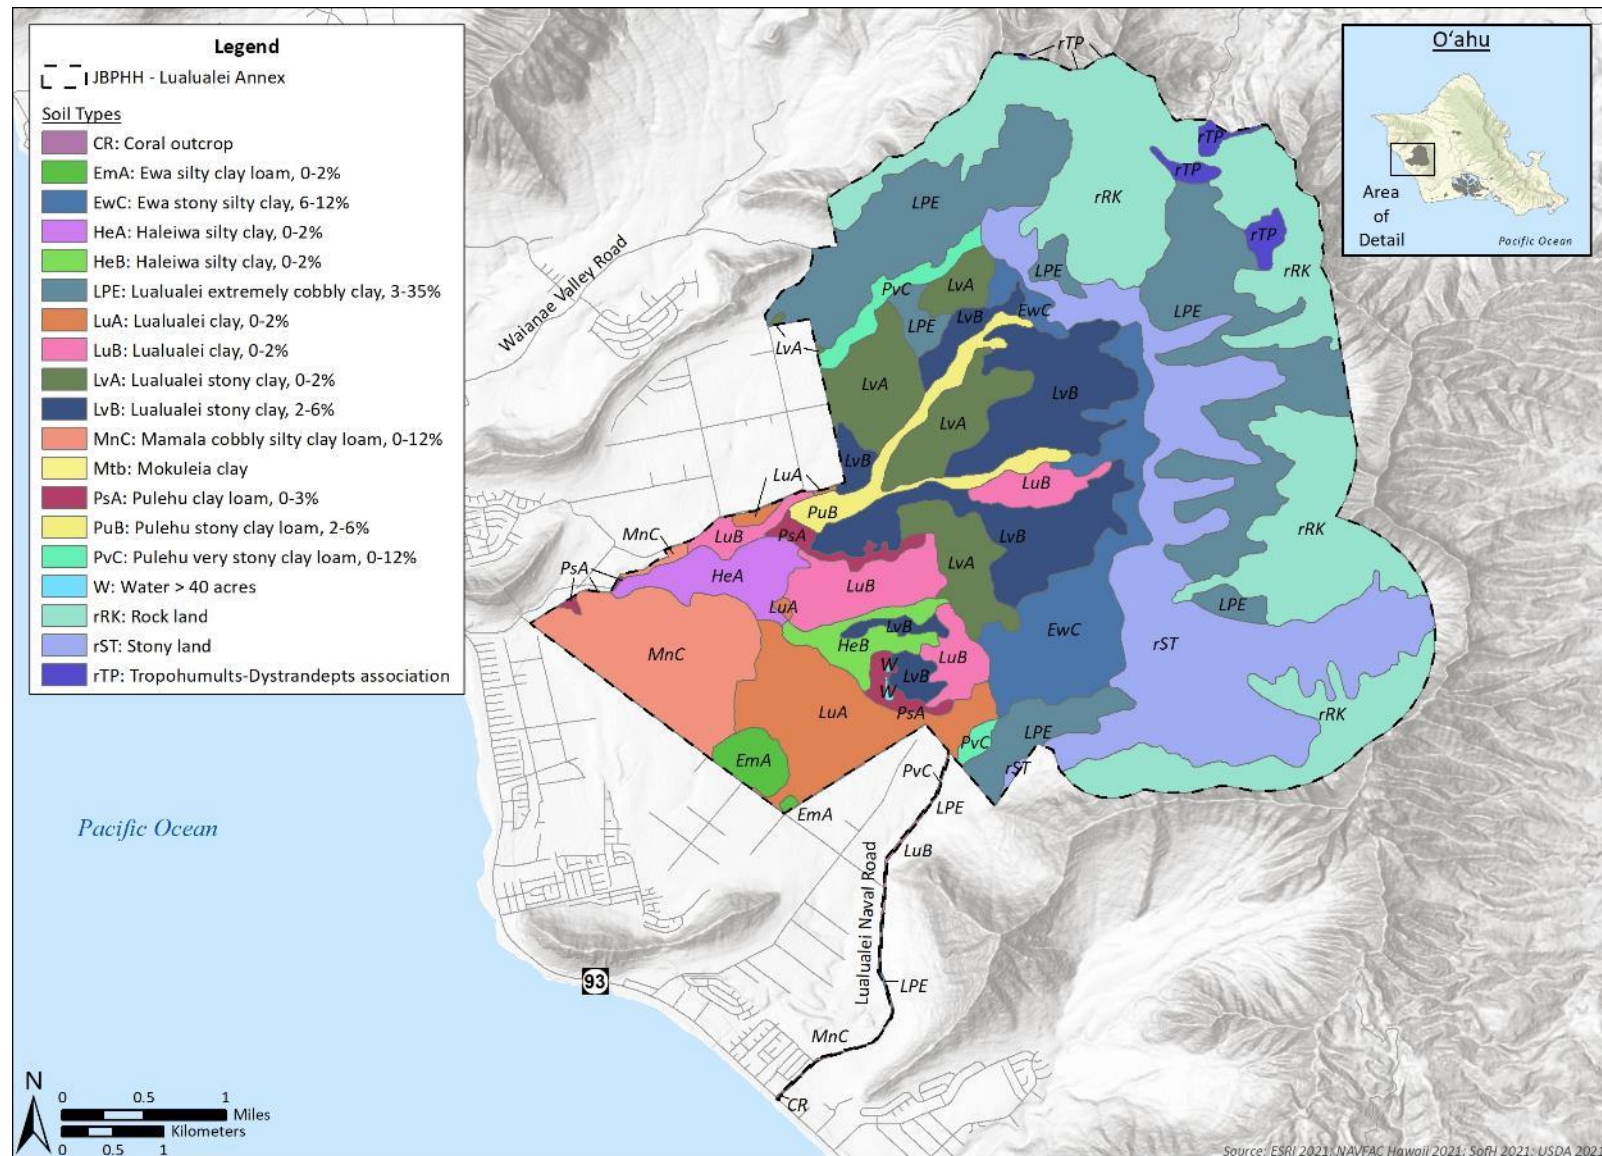 Legend
JBPHH - Lualualei Annex
Soil Types
CR: Coral outcrop
EmA: Ewa silty clay loam, 0-2%
EwC: Ewa stony silty clay, 6-12%
HeA: Haleiwa silty clay, 0-2%
HeB: Haleiwa silty clay, 0-2%
LPE: Lualualei extremely cobbly clay, 3-35%
LuA: Lualualei clay, 0-2%
LuB: Lualualei clay, 0-2%
LvA: Lualualei stony clay, 0-2%
LvB: Lualualei stony clay, 2-6%
MnC: Mamala cobbly silty clay loam, 0-12%
Mtb: Mokuleia clay
PsA: Pulehu clay loam, 0-3%
PuB: Pulehu stony clay loam, 2-6%
PvC: Pulehu very stony clay loam, 0-12%
W: Water > 40 acres
rRK: Rock land
rST: Stony land
rTP: Tropohumults-Dystrandepts association
Oʻahu
Area
of
Detail
Pacific Ocean
rTP
rTP
rTP
rTP
LPE
rRK
rRK
LPE
LvA
PvC
EwC
LPE
LvB
LPE
Waianae Valley Road
LvA
LvA
LvB
LvA
LvB
LuA
LuB
PuB
rRK
MnC
LuB
PsA
LvB
PsA
HeA
LuB
LvA
LuA
LPE
LvB
EwC
HeB
rST
MnC
W
LuB
LvB
W
LuA
PsA
rRK
LPE
PvC
EmA
rST
PvC
LPE
EmA
Pacific Ocean
LuB
Lualualei Naval Road
93
LPE
MnC
CR
N
0 0.5 1
Miles
Kilometers
0 0.5 1
Source: ESRI 2021; NAVFAC Hawaii 2021; SofH 2021; USDA 2021